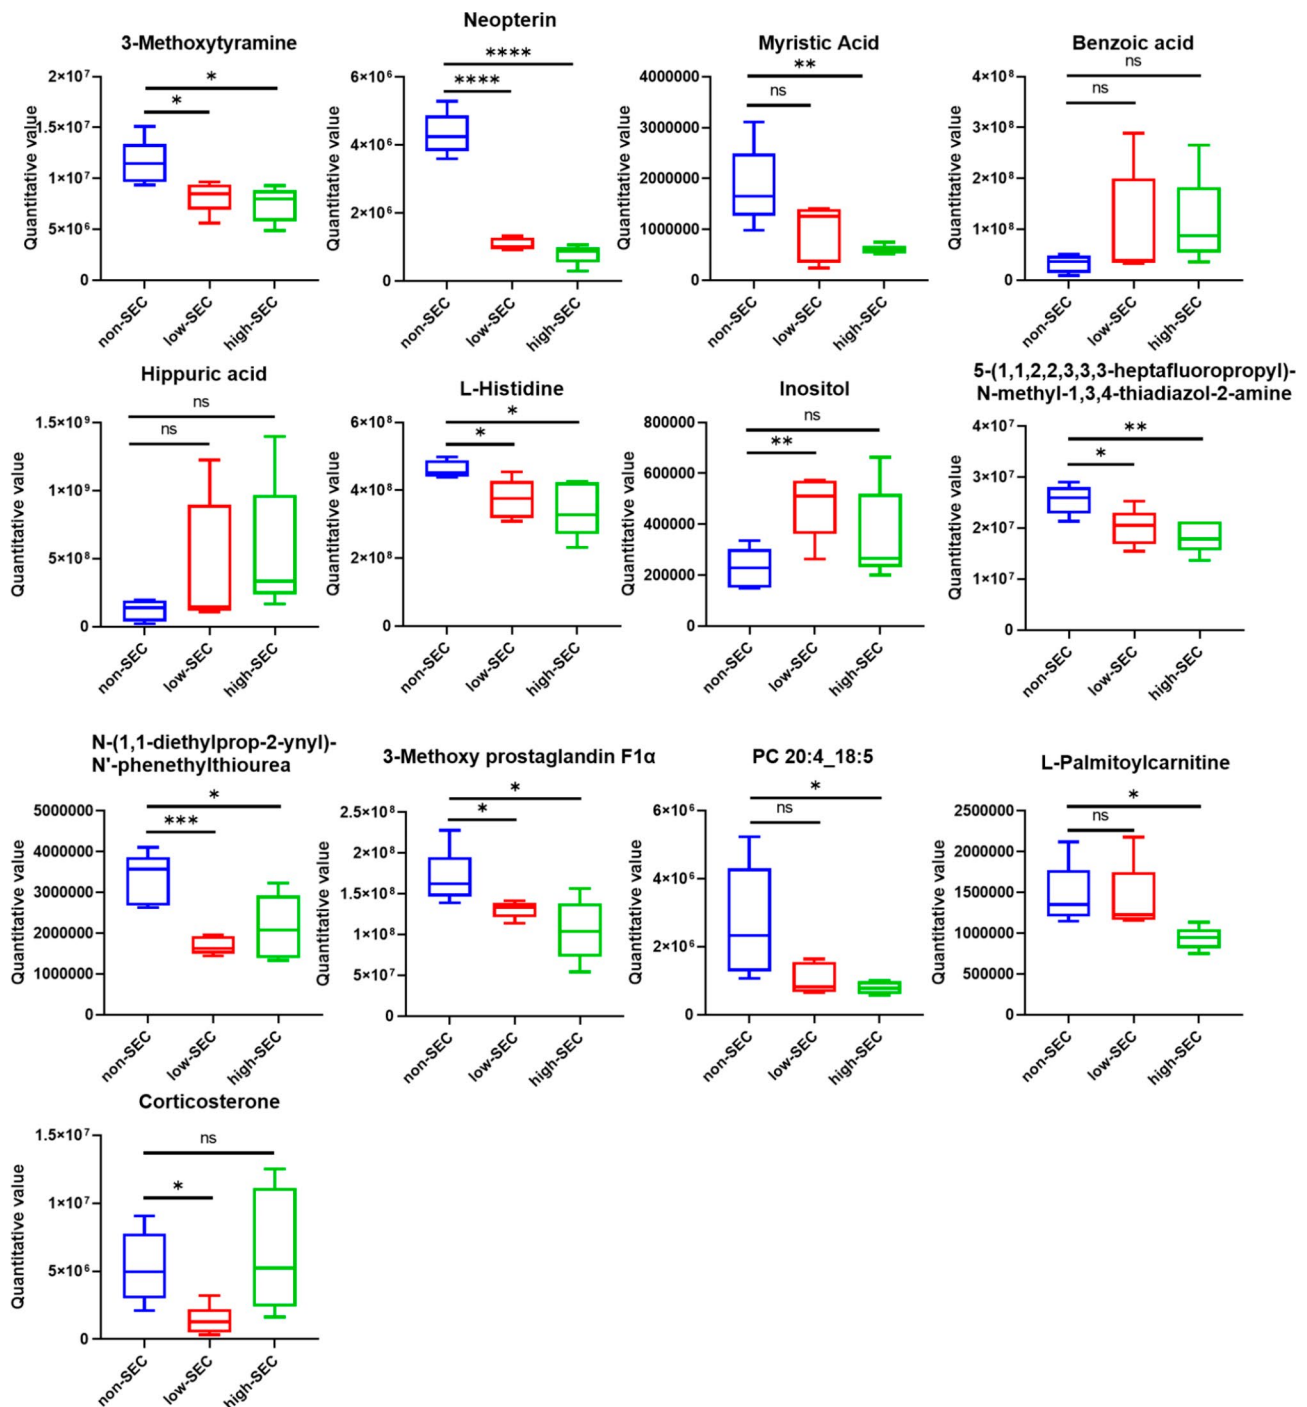 3-Methoxytyramine
Quantitative value
2×10⁷
1.5×10⁷
1×10⁷
5×10⁶
0
*
*
non-SEC
low-SEC
high-SEC
Neopterin
Quantitative value
6×10⁶
4×10⁶
2×10⁶
0
****
****
non-SEC
low-SEC
high-SEC
Myristic Acid
Quantitative value
4000000
3000000
2000000
1000000
0
**
ns
non-SEC
low-SEC
high-SEC
Benzoic acid
Quantitative value
4×10⁸
3×10⁸
2×10⁸
1×10⁸
0
ns
ns
non-SEC
low-SEC
high-SEC
Hippuric acid
Quantitative value
1.5×10⁹
1×10⁹
5×10⁸
0
ns
ns
non-SEC
low-SEC
high-SEC
L-Histidine
Quantitative value
6×10⁸
4×10⁸
2×10⁸
0
*
*
non-SEC
low-SEC
high-SEC
Inositol
Quantitative value
800000
600000
400000
200000
0
ns
**
non-SEC
low-SEC
high-SEC
5-(1,1,2,2,3,3,3-heptafluoropropyl)-
N-methyl-1,3,4-thiadiazol-2-amine
Quantitative value
4×10⁷
3×10⁷
2×10⁷
1×10⁷
0
**
*
non-SEC
low-SEC
high-SEC
N-(1,1-diethylprop-2-ynyl)-
N'-phenethylthiourea
Quantitative value
5000000
4000000
3000000
2000000
1000000
0
*
***
non-SEC
low-SEC
high-SEC
3-Methoxy prostaglandin F1α
Quantitative value
2.5×10⁸
2×10⁸
1.5×10⁸
1×10⁸
5×10⁷
0
*
*
non-SEC
low-SEC
high-SEC
PC 20:4_18:5
Quantitative value
6×10⁶
4×10⁶
2×10⁶
0
*
ns
non-SEC
low-SEC
high-SEC
L-Palmitoylcarnitine
Quantitative value
2500000
2000000
1500000
1000000
500000
0
*
ns
non-SEC
low-SEC
high-SEC
Corticosterone
Quantitative value
1.5×10⁷
1×10⁷
5×10⁶
0
ns
*
non-SEC
low-SEC
high-SEC